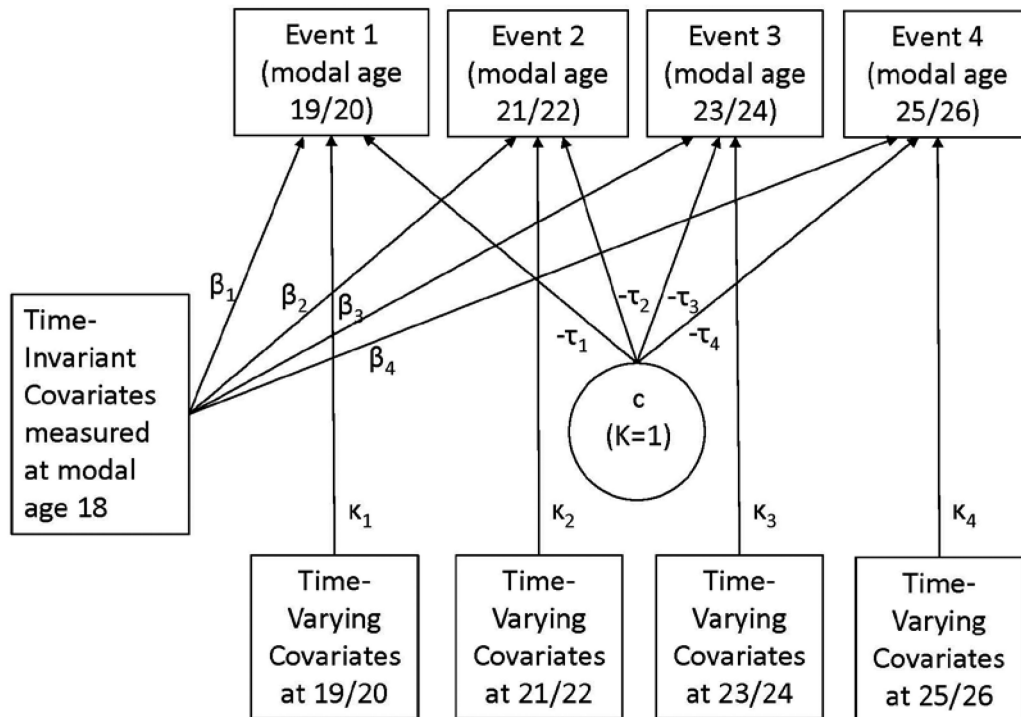 Event 1
(modal age
19/20)
Event 2
(modal age
21/22)
Event 3
(modal age
23/24)
Event 4
(modal age
25/26)
β₁
β₂
β₃
β₄
-τ₁
-τ₂
-τ₃
-τ₄
Time-
Invariant
Covariates
measured
at modal
age 18
c
(K=1)
κ₁
κ₂
κ₃
κ₄
Time-
Varying
Covariates
at 19/20
Time-
Varying
Covariates
at 21/22
Time-
Varying
Covariates
at 23/24
Time-
Varying
Covariates
at 25/26